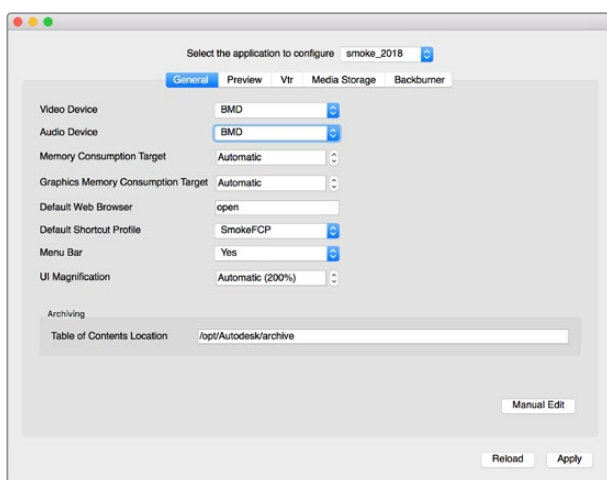 Select the application to configure smoke_2018
General Preview Vtr Media Storage Backburner
Video Device BMD
Audio Device BMD
Memory Consumption Target Automatic
Graphics Memory Consumption Target Automatic
Default Web Browser open
Default Shortcut Profile SmokeFCP
Menu Bar Yes
UI Magnification Automatic (200%)
Archiving
Table of Contents Location /opt/Autodesk/archive
Manual Edit
Reload Apply